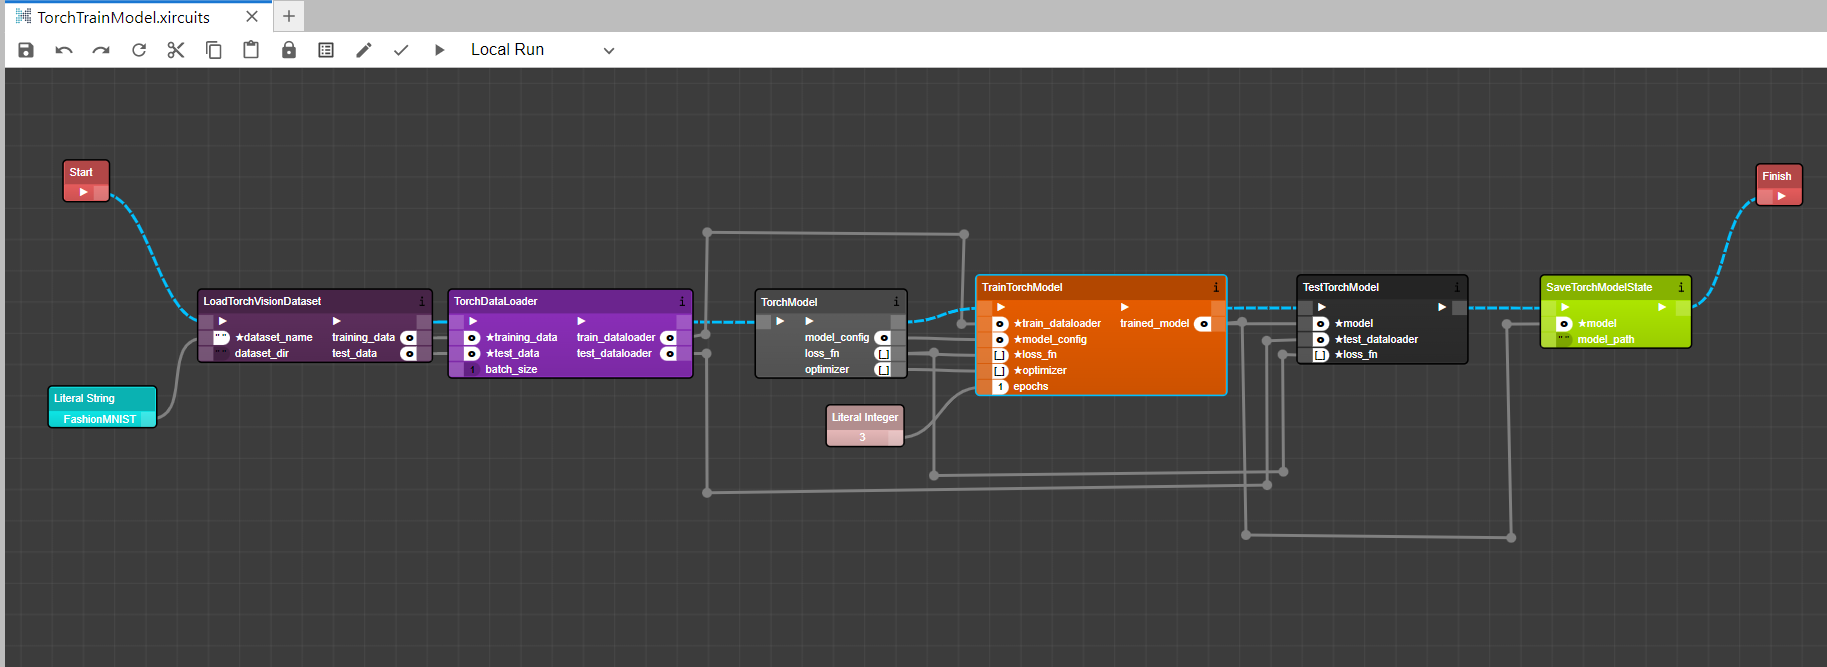 TorchTrainModel.xircuits
Local Run
Start
Finish
LoadTorchVisionDataset i
★dataset_name training_data
dataset_dir test_data
Literal String
FashionMNIST
TorchDataLoader i
★training_data train_dataloader
★test_data test_dataloader
1 batch_size
TorchModel i
model_config
loss_fn
optimizer
Literal Integer
3
TrainTorchModel i
★train_dataloader trained_model
★model_config
★loss_fn
★optimizer
1 epochs
TestTorchModel i
★model
★test_dataloader
★loss_fn
SaveTorchModelState i
★model
model_path